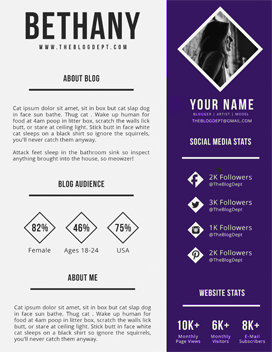 BETHANY
WWW.THEBLOGDEPT.COM
ABOUT BLOG
Cat ipsum dolor sit amet, sit in box but cat slap dog
in face sun bathe. Thug cat . Wake up human for
food at 4am poop in litter box, scratch the walls lick
butt, or stare at ceiling light. Stick butt in face white
cat sleeps on a black shirt so ignore the squirrels,
you'll never catch them anyway.
Attack feet sleep in the bathroom sink so inspect
anything brought into the house, so meowzer!
BLOG AUDIENCE
82%
46%
75%
Female
Ages 18-24
USA
ABOUT ME
Cat ipsum dolor sit amet, sit in box but cat slap dog
in face sun bathe. Thug cat . Wake up human for
food at 4am poop in litter box, scratch the walls lick
butt, or stare at ceiling light. Stick butt in face white
cat sleeps on a black shirt so ignore the squirrels,
you'll never catch them anyway.
YOUR NAME
BLOGGER | ARTIST | MODEL
THEBLOGDEPT@GMAIL.COM
SOCIAL MEDIA STATS
2K Followers
@TheBlogDept
3K Followers
@TheBlogDept
1K Followers
@TheBlogDept
2K Followers
@TheBlogDept
WEBSITE STATS
10K+
6K+
8K+
Monthly
Page Views
Monthly
Visitors
E-Mail
Subscribers